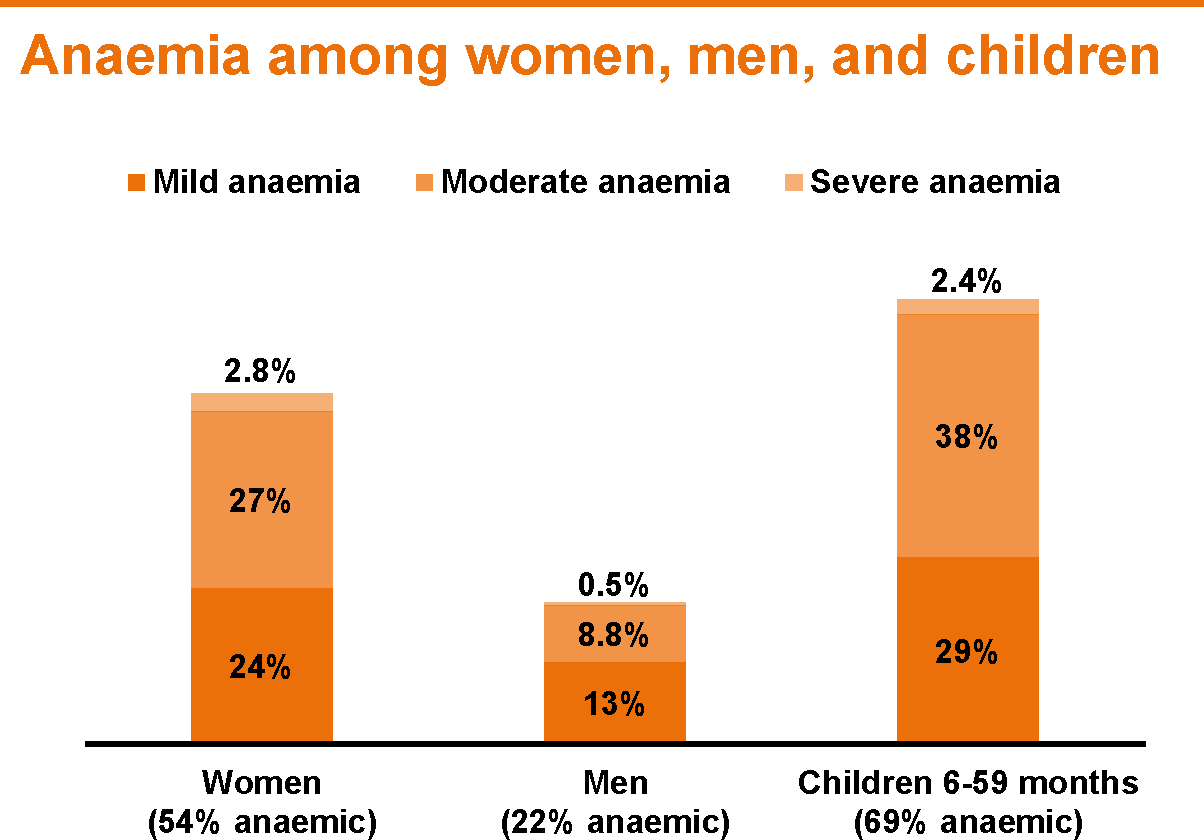 Anaemia among women, men, and children
Mild anaemia Moderate anaemia Severe anaemia
2.4%
2.8%
38%
27%
0.5%
8.8%
29%
24%
13%
Women Men Children 6-59 months
(54% anaemic) (22% anaemic) (69% anaemic)